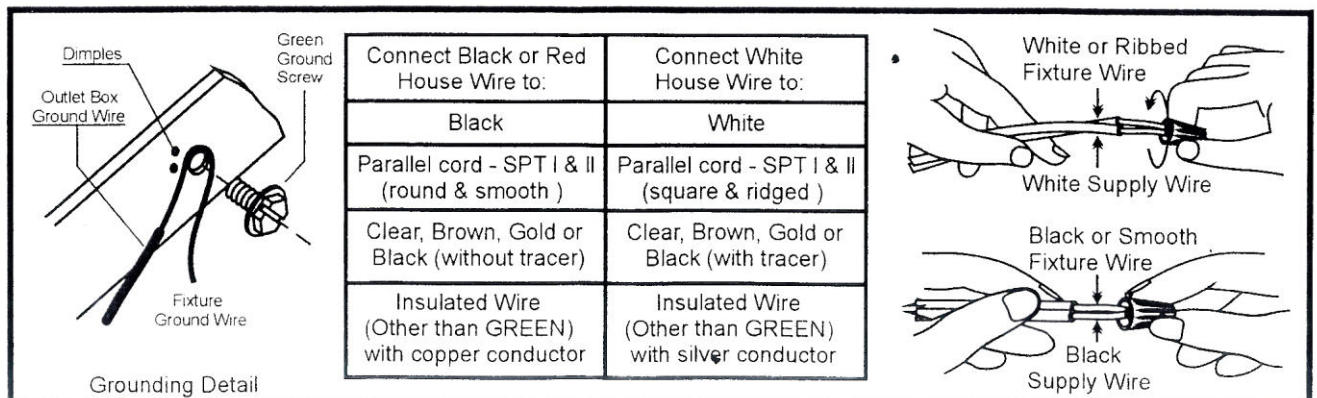 Dimples
Green
Ground
Screw
Outlet Box
Ground Wire
Fixture
Ground Wire
Grounding Detail
Connect Black or Red
House Wire to:
Connect White
House Wire to:
Black
White
Parallel cord - SPT I & II
(round & smooth )
Parallel cord - SPT I & II
(square & ridged )
Clear, Brown, Gold or
Black (without tracer)
Clear, Brown, Gold or
Black (with tracer)
Insulated Wire
(Other than GREEN)
with copper conductor
Insulated Wire
(Other than GREEN)
with silver conductor
White or Ribbed
Fixture Wire
White Supply Wire
Black or Smooth
Fixture Wire
Black
Supply Wire